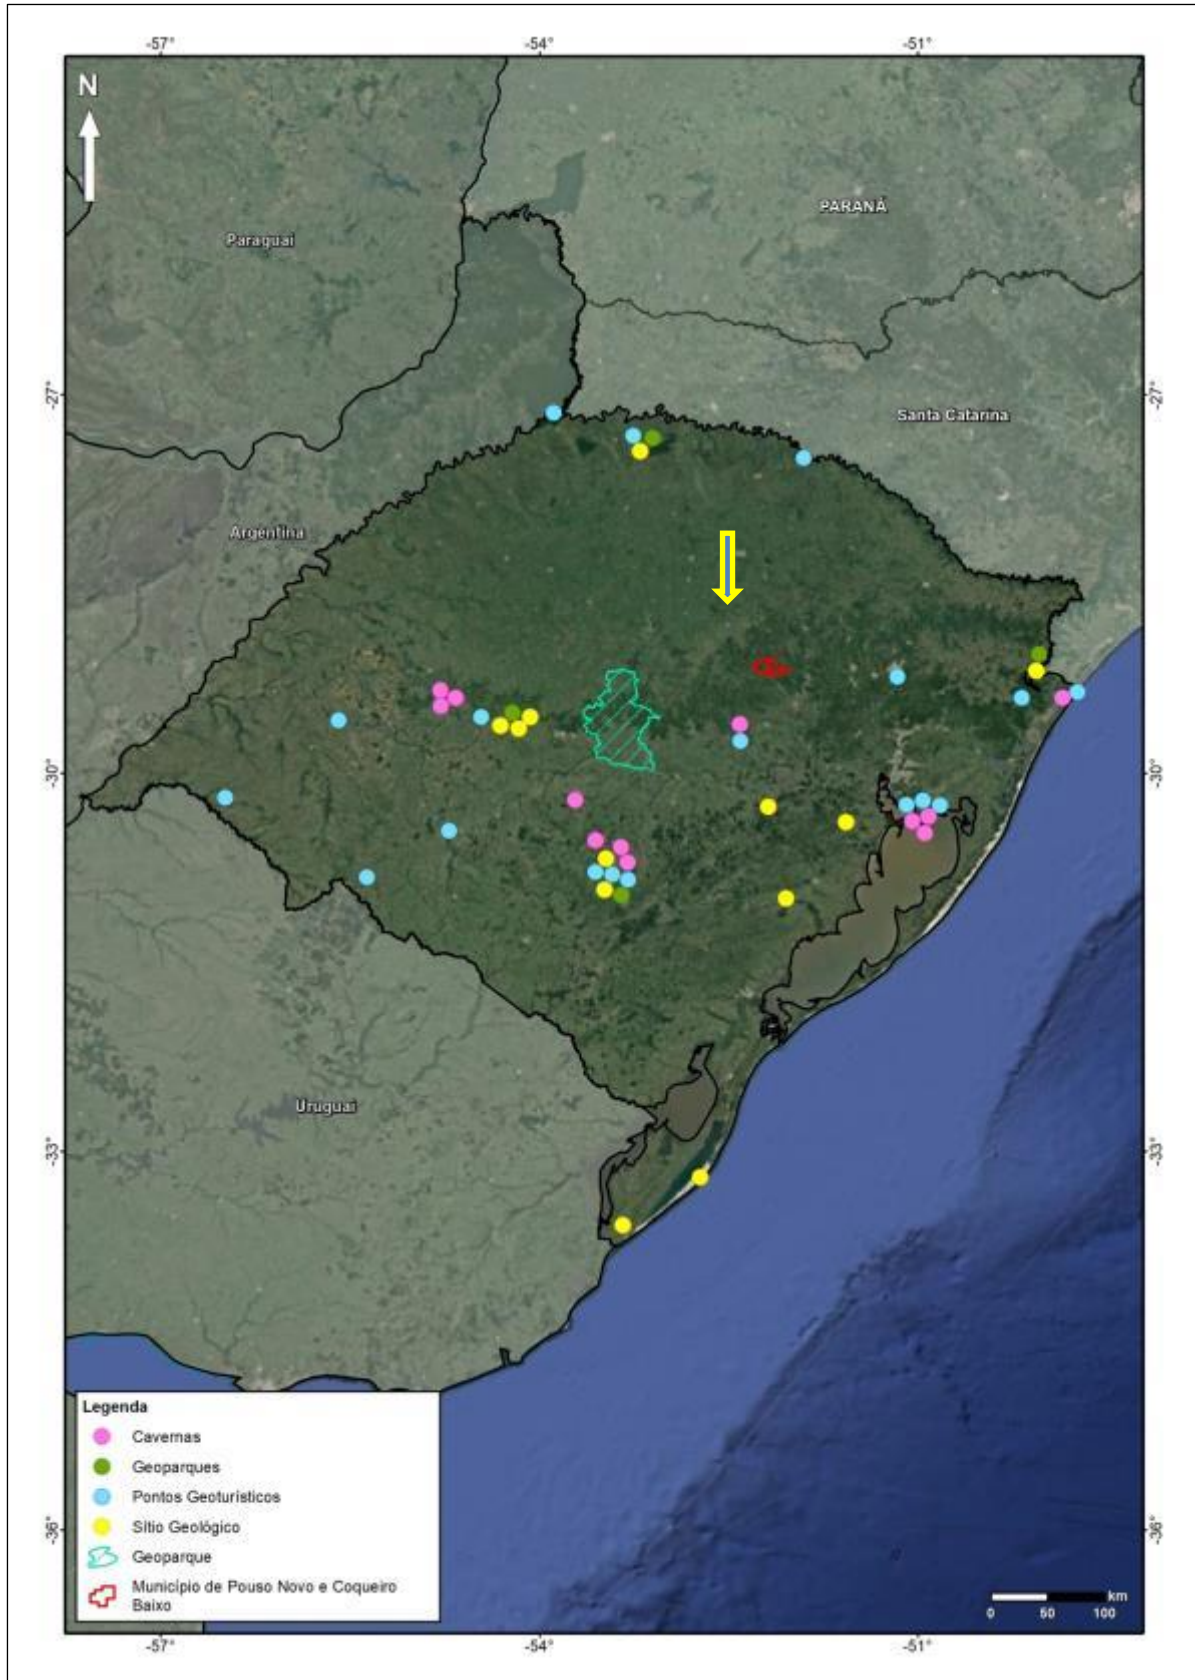 -57°
-54°
-51°
N
PARANÁ
Paraguai
-27°
-27°
Santa Catarina
Argentina
-30°
-30°
Uruguai
-33°
-33°
Legenda
Cavernas
Geoparques
Pontos Geoturísticos
Sítio Geológico
Geoparque
Município de Pouso Novo e Coqueiro
Baixo
-36°
-36°
km
0 50 100
-57°
-54°
-51°